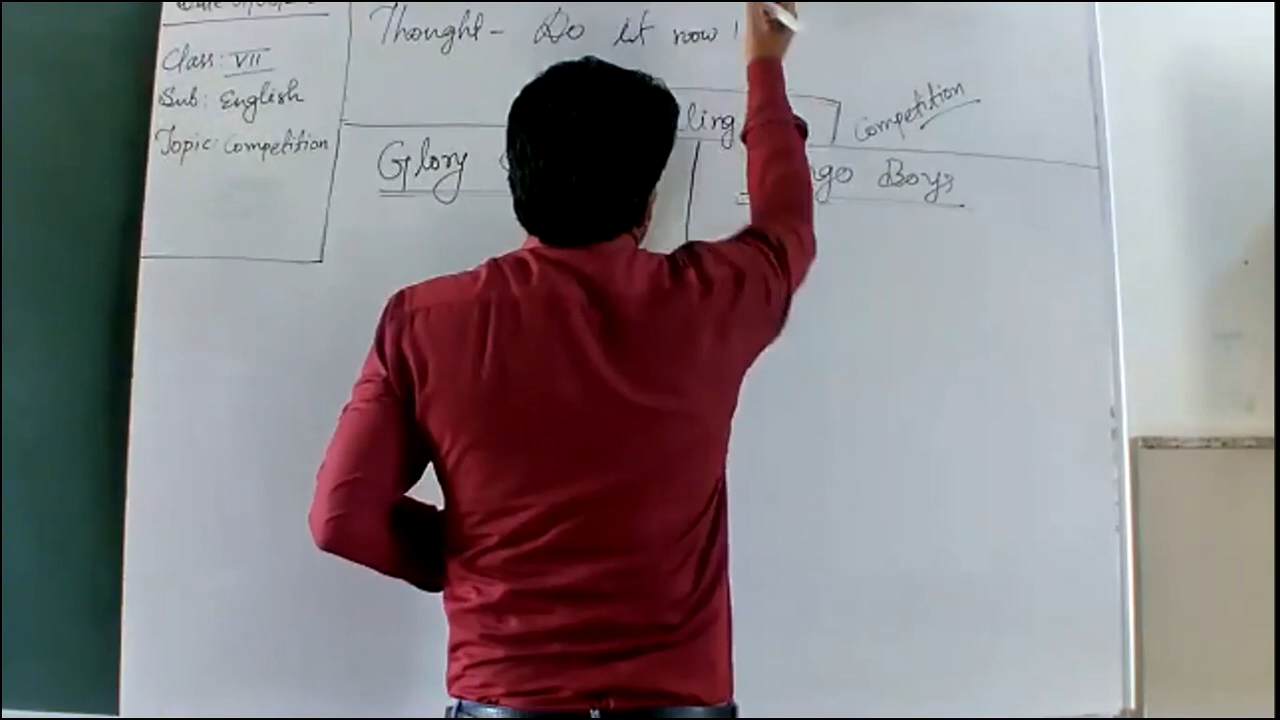 Class: VII
Sub: English
Topic: Competition
Thought - Do it now !
Competition
Glory
Boys